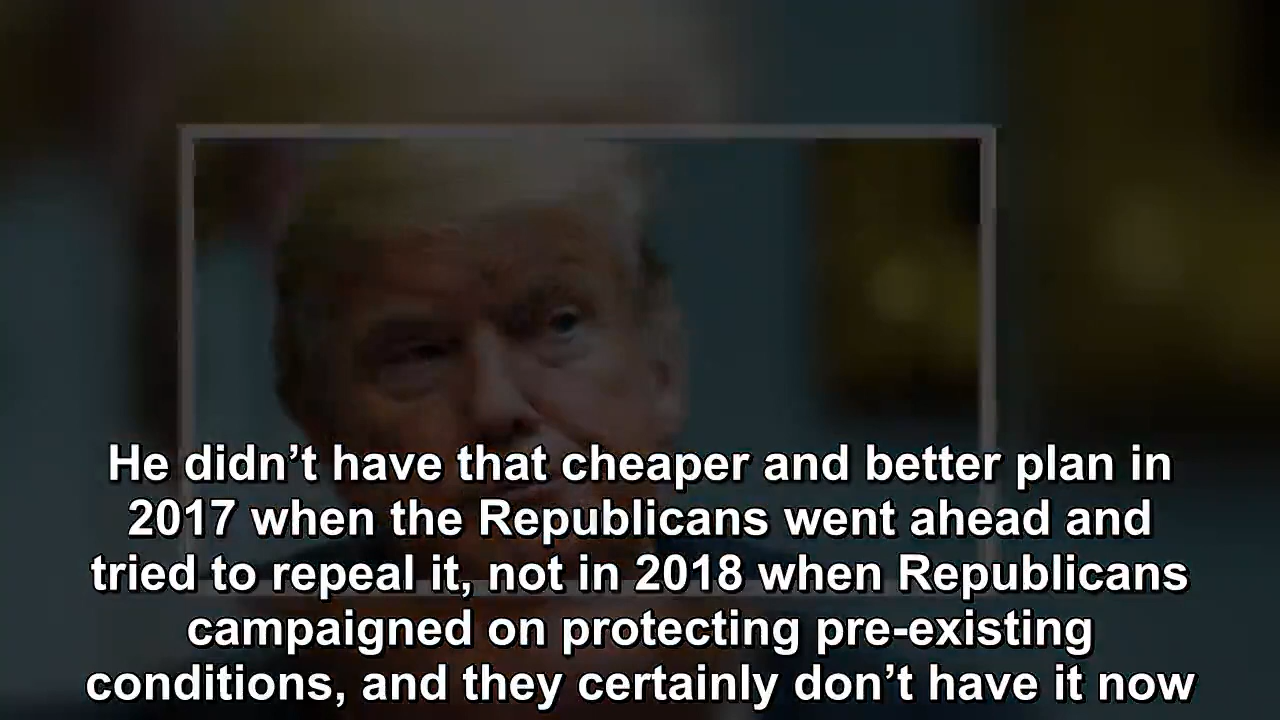 He didn’t have that cheaper and better plan in
2017 when the Republicans went ahead and
tried to repeal it, not in 2018 when Republicans
campaigned on protecting pre-existing
conditions, and they certainly don’t have it now